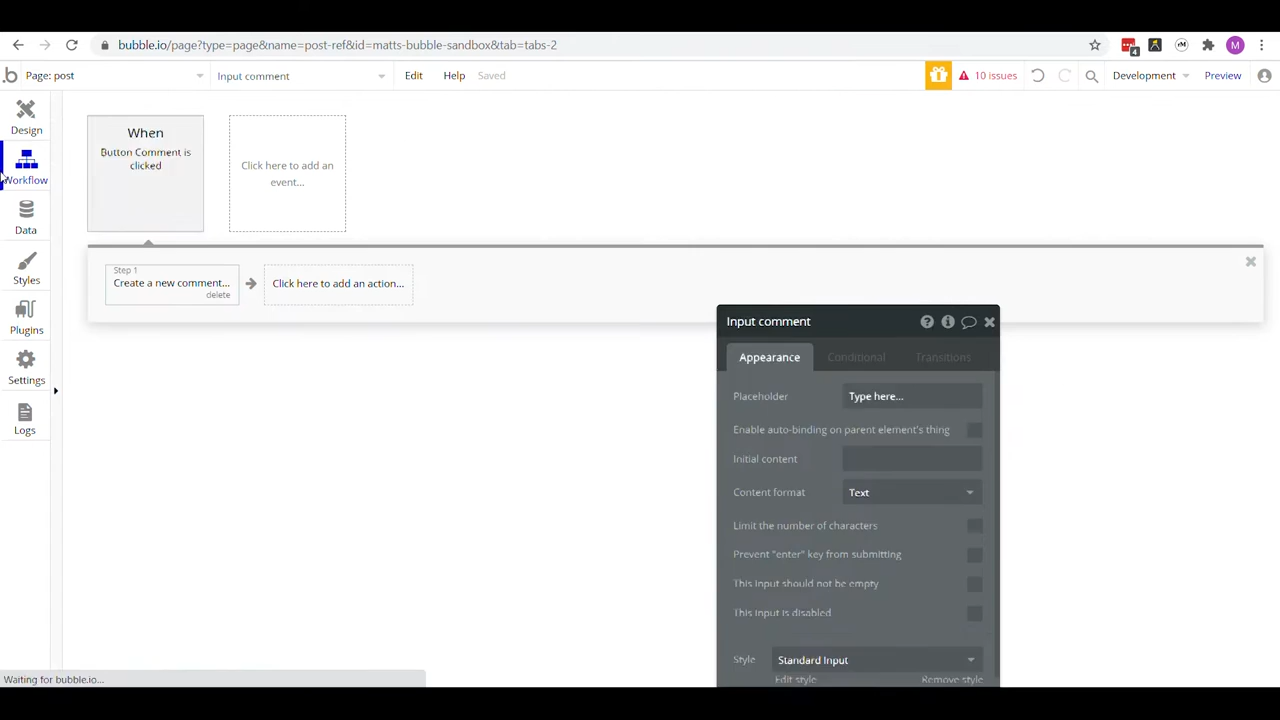 bubble.io/page?type=page&name=post-ref&id=matts-bubble-sandbox&tab=tabs-2
4
rM
M
b
Page: post
Input comment
Edit
Help
Saved
10 issues
Development
Preview
Design
Workflow
Data
Styles
Plugins
Settings
Logs
When
Button Comment is
clicked
Click here to add an
event...
Step 1
Create a new comment...
delete
Click here to add an action...
Input comment
Appearance
Conditional
Transitions
Placeholder
Type here...
Enable auto-binding on parent element's thing
Initial content
Content format
Text
Limit the number of characters
Prevent "enter" key from submitting
This input should not be empty
This input is disabled
Style
Standard Input
Edit style
Remove style
Waiting for bubble.io...